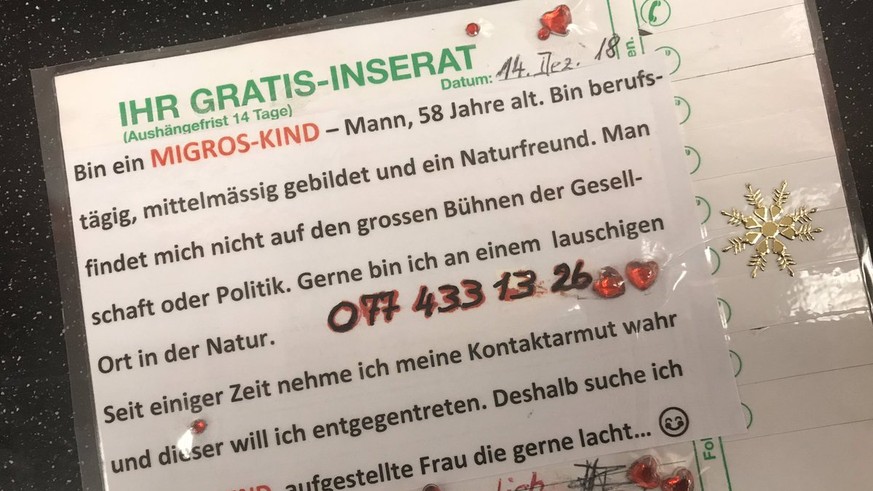 IHR GRATIS-INSERAT
(Aushängefrist 14 Tage)
Datum: 14. Dez. 18
en.
Bin ein MIGROS-KIND – Mann, 58 Jahre alt. Bin berufs-
tägig, mittelmässig gebildet und ein Naturfreund. Man
findet mich nicht auf den grossen Bühnen der Gesell-
schaft oder Politik. Gerne bin ich an einem lauschigen
Ort in der Natur.
077 433 13 26
Seit einiger Zeit nehme ich meine Kontaktarmut wahr
und dieser will ich entgegentreten. Deshalb suche ich
aufgestellte Frau die gerne lacht... 
Fo